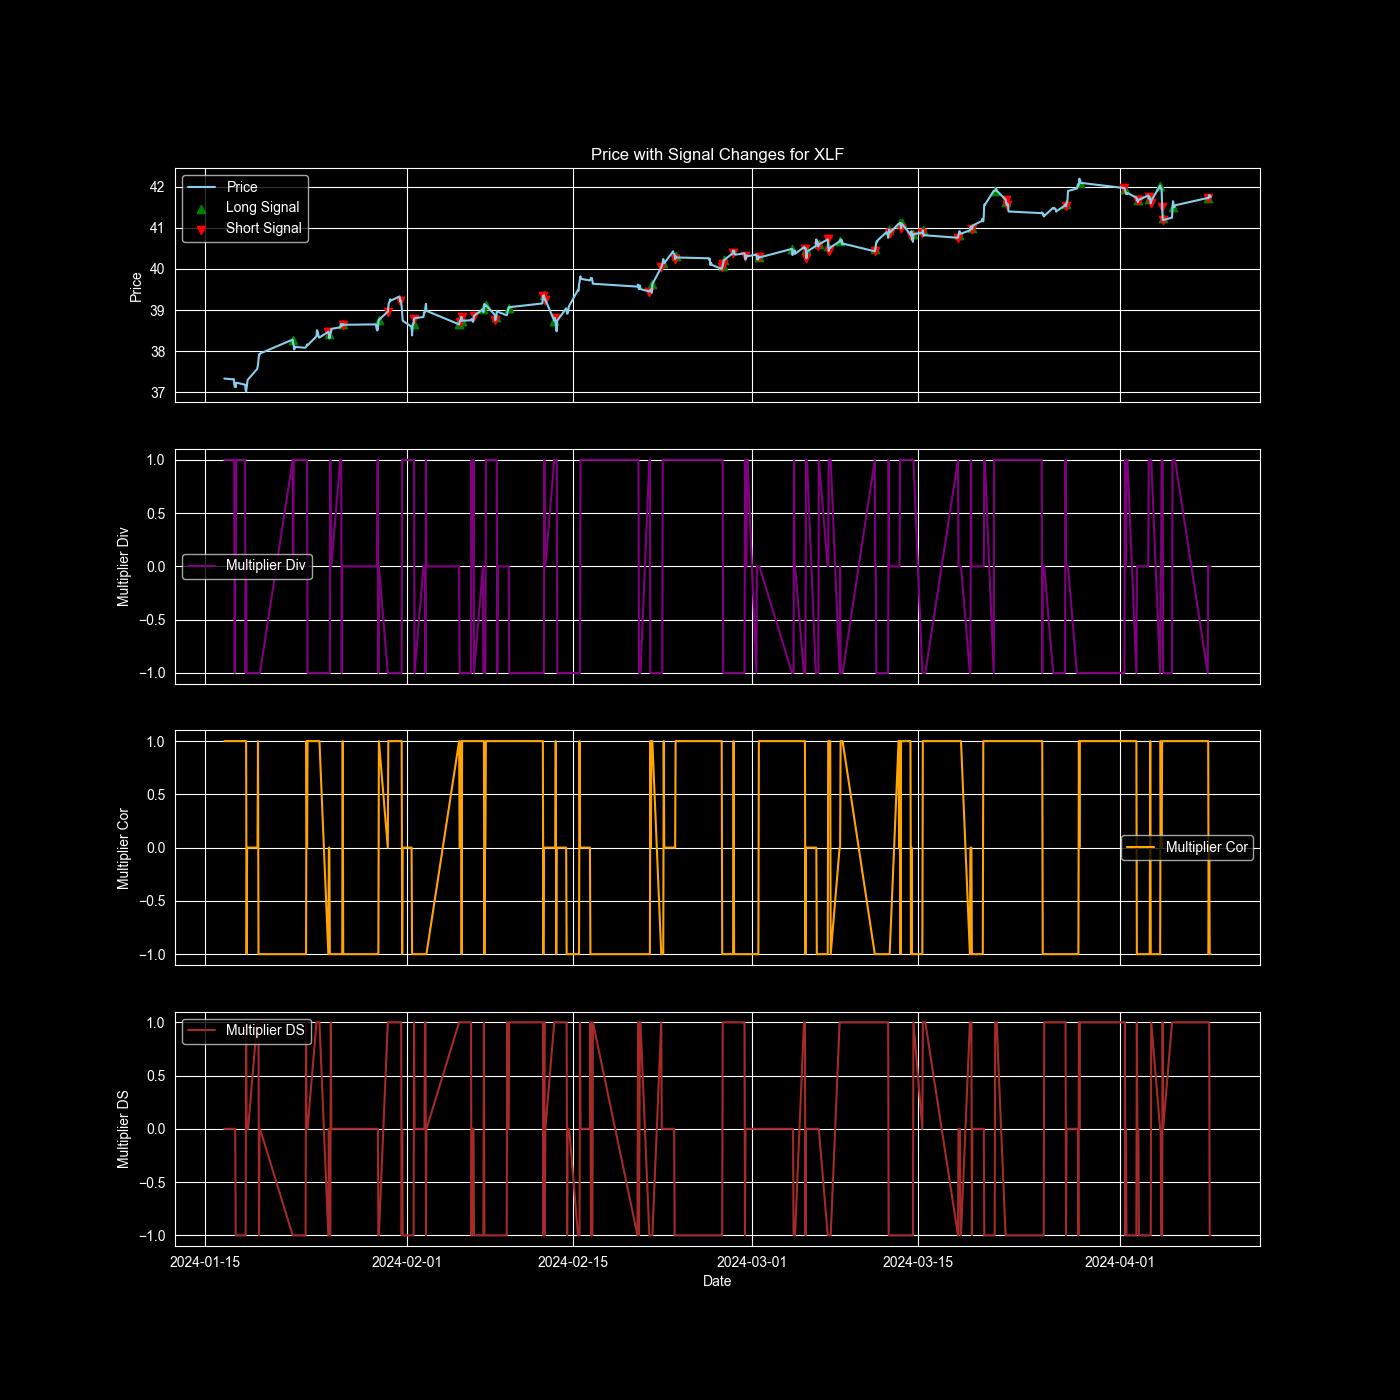 Price with Signal Changes for XLF
Price
Long Signal
Short Signal
42
41
40
39
38
37
Price
1.0
0.5
0.0
−0.5
−1.0
Multiplier Div
Multiplier Div
1.0
0.5
0.0
−0.5
−1.0
Multiplier Cor
Multiplier Cor
1.0
0.5
0.0
−0.5
−1.0
Multiplier DS
Multiplier DS
2024-01-15 2024-02-01 2024-02-15 2024-03-01 2024-03-15 2024-04-01
Date